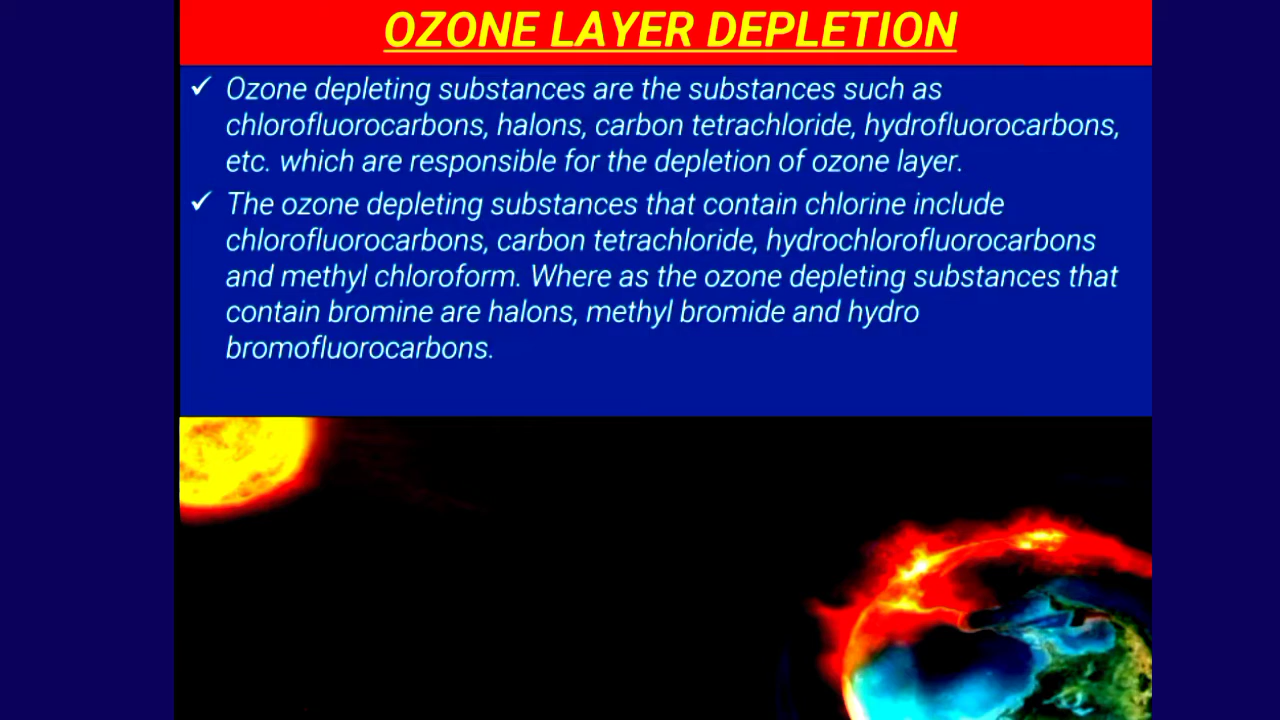 OZONE LAYER DEPLETION
✓ Ozone depleting substances are the substances such as
chlorofluorocarbons, halons, carbon tetrachloride, hydrofluorocarbons,
etc. which are responsible for the depletion of ozone layer.
✓ The ozone depleting substances that contain chlorine include
chlorofluorocarbons, carbon tetrachloride, hydrochlorofluorocarbons
and methyl chloroform. Where as the ozone depleting substances that
contain bromine are halons, methyl bromide and hydro
bromofluorocarbons.